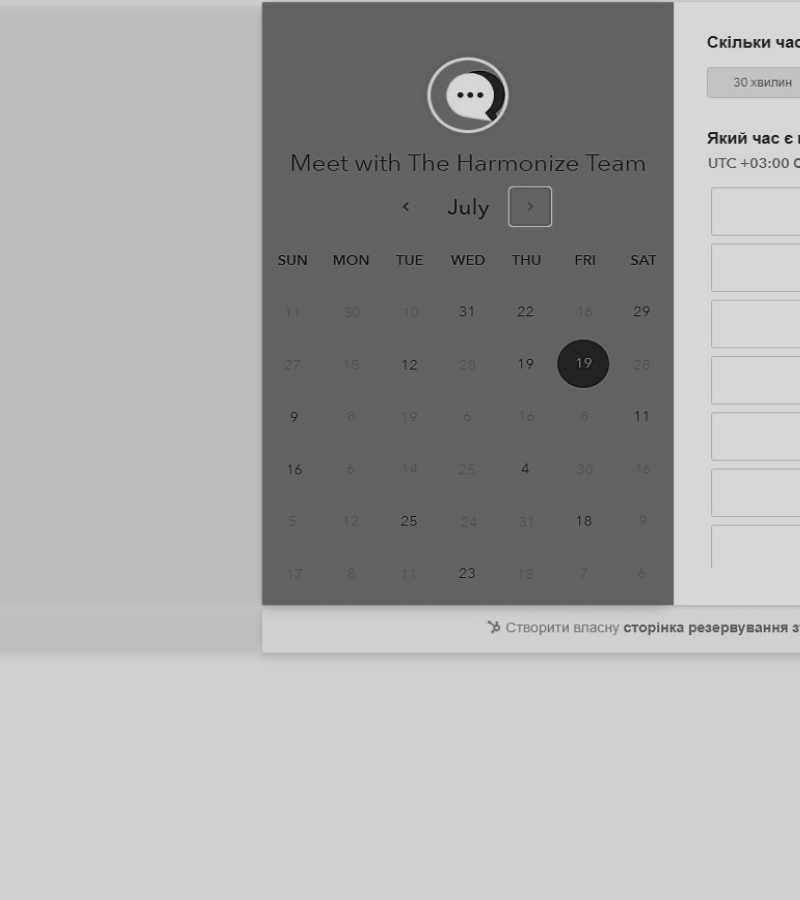 Скільки час
30 хвилин
Який час є
UTC +03:00
Meet with The Harmonize Team
July
SUN MON TUE WED THU FRI SAT
11 30 10 31 22 16 29
27 18 12 28 19 19 28
9 8 19 6 16 8 11
16 6 14 25 4 30 16
5 12 25 24 31 18 9
17 8 11 23 18 7 6
Створити власну сторінка резервування